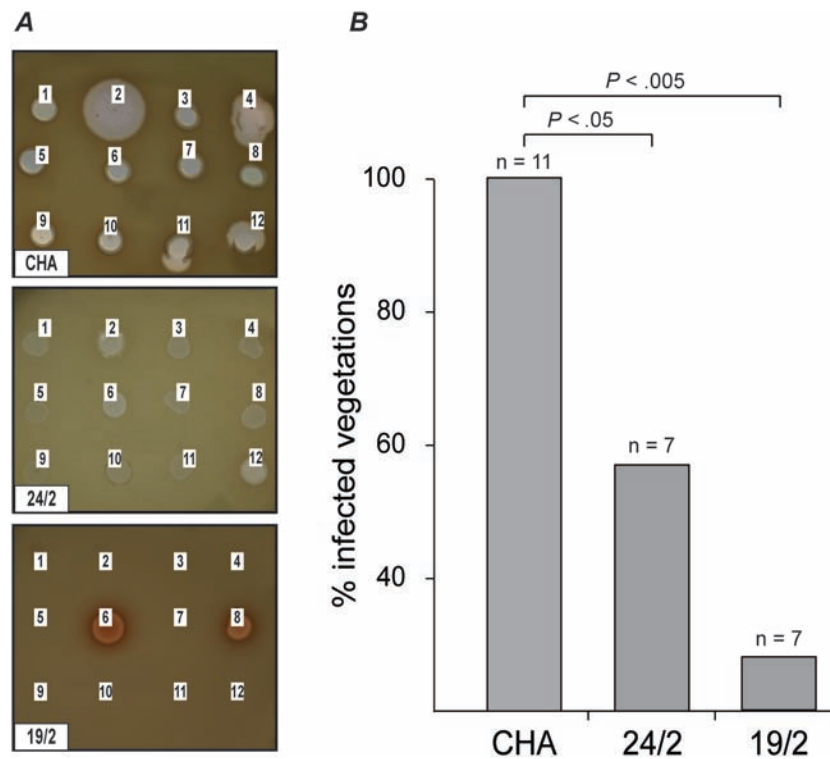 A
1 2 3 4
5 6 7 8
9 10 11 12
CHA
1 2 3 4
5 6 7 8
9 10 11 12
24/2
1 2 3 4
5 6 7 8
9 10 11 12
19/2
B
P < .005
P < .05
n = 11
100
80
n = 7
60
40
n = 7
% infected vegetations
CHA 24/2 19/2